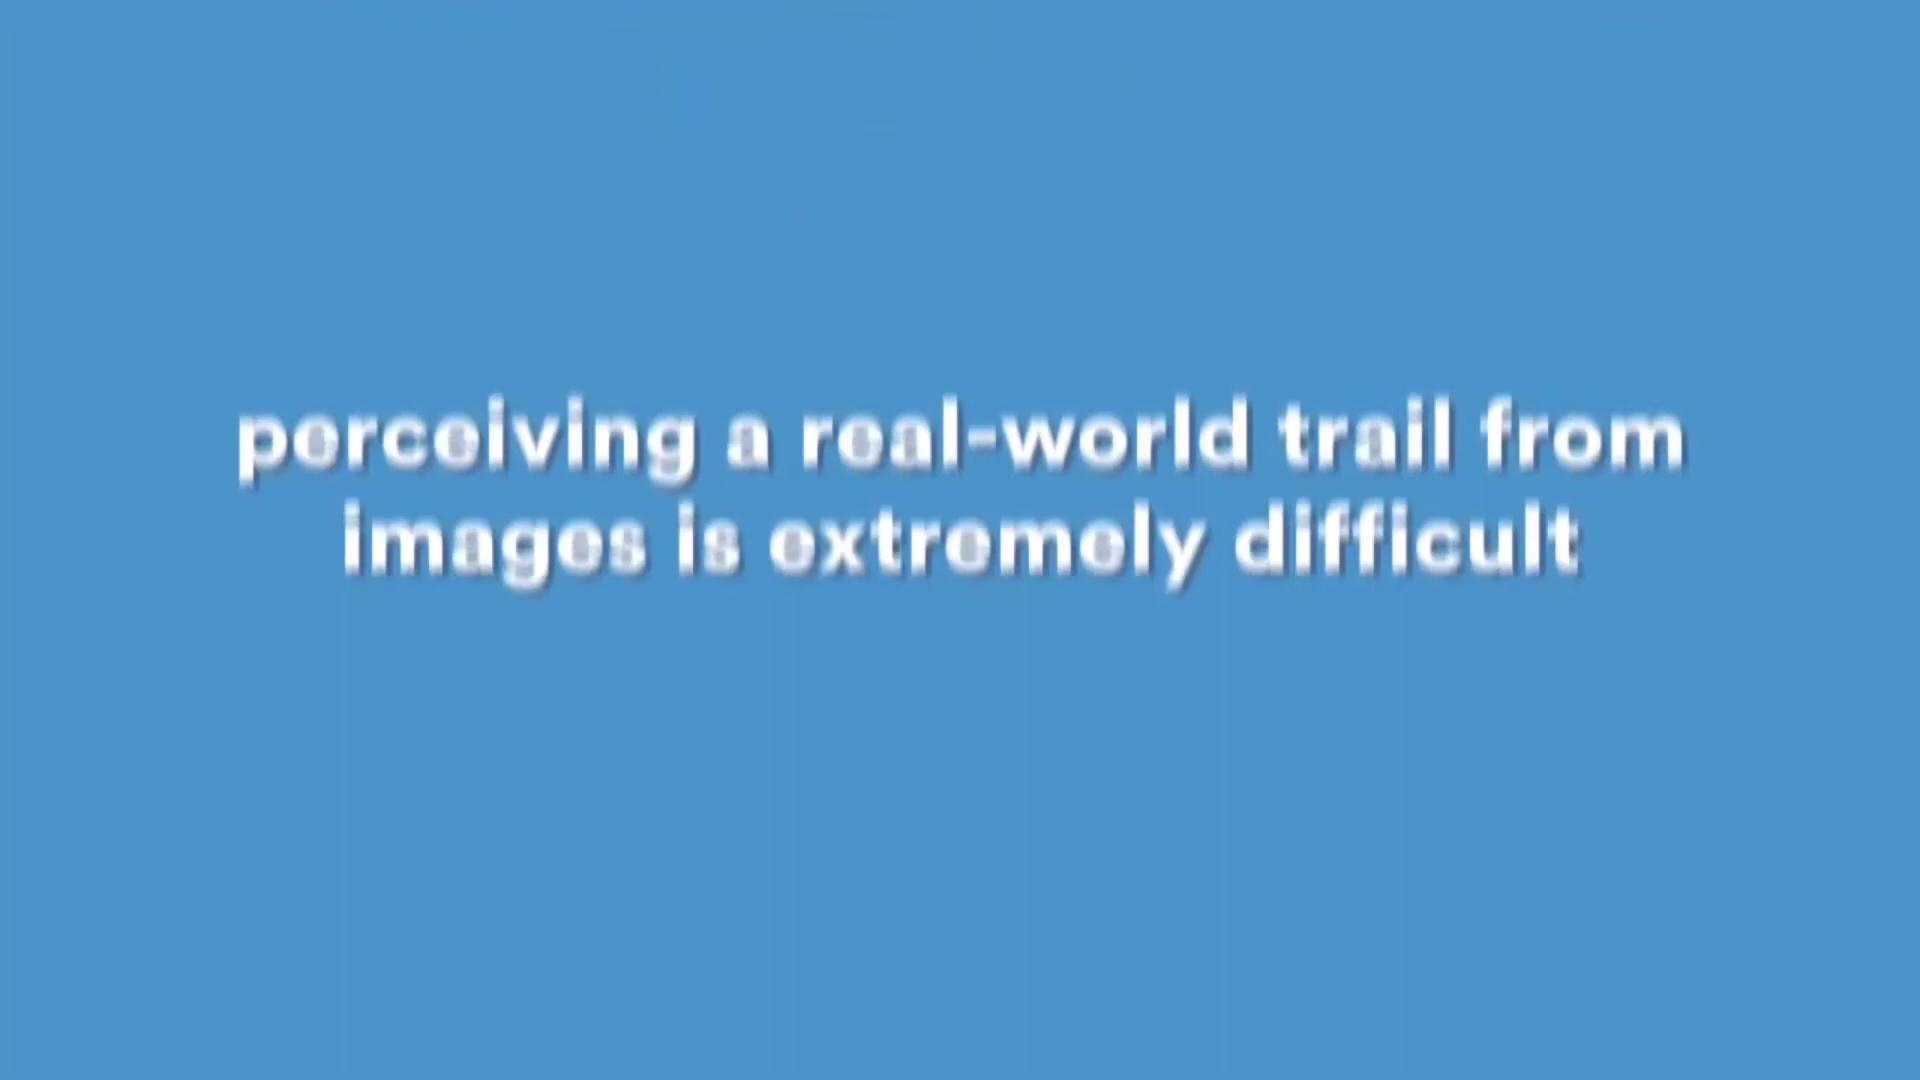 perceiving a real-world trail from
images is extremely difficult